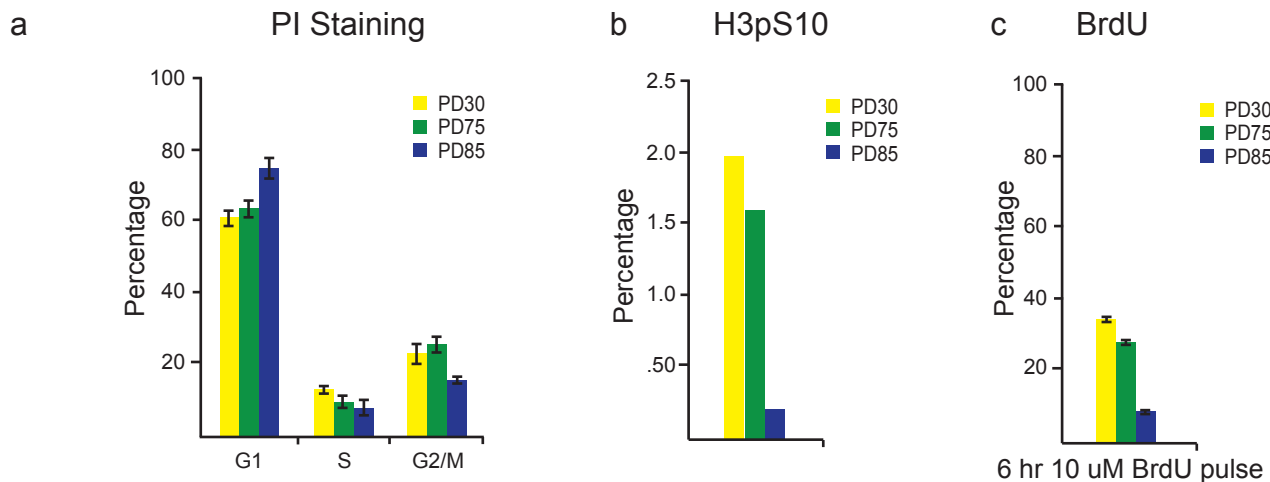 a PI Staining
Percentage
100
80
60
40
20
G1 S G2/M
PD30
PD75
PD85
b H3pS10
Percentage
2.5
2.0
1.5
1.0
.50
PD30
PD75
PD85
c BrdU
Percentage
100
80
60
40
20
PD30
PD75
PD85
6 hr 10 uM BrdU pulse